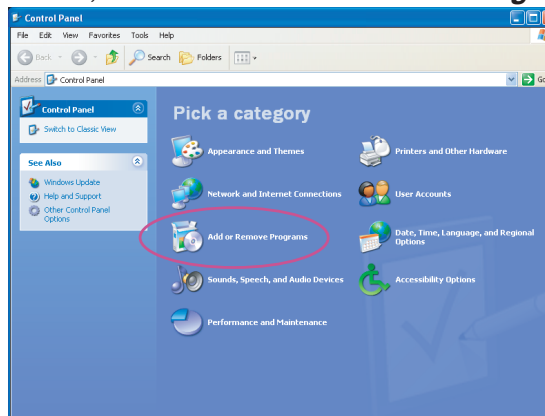 Control Panel
File Edit View Favorites Tools Help
Back Search Folders
Address Control Panel Go
Control Panel
Switch to Classic View
See Also
Windows Update
Help and Support
Other Control Panel
Options
Pick a category
Appearance and Themes
Printers and Other Hardware
Network and Internet Connections
User Accounts
Add or Remove Programs
Date, Time, Language, and Regional
Options
Sounds, Speech, and Audio Devices
Accessibility Options
Performance and Maintenance